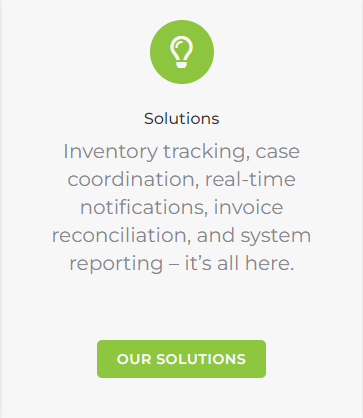 Solutions
Inventory tracking, case
coordination, real-time
notifications, invoice
reconciliation, and system
reporting – it’s all here.
OUR SOLUTIONS